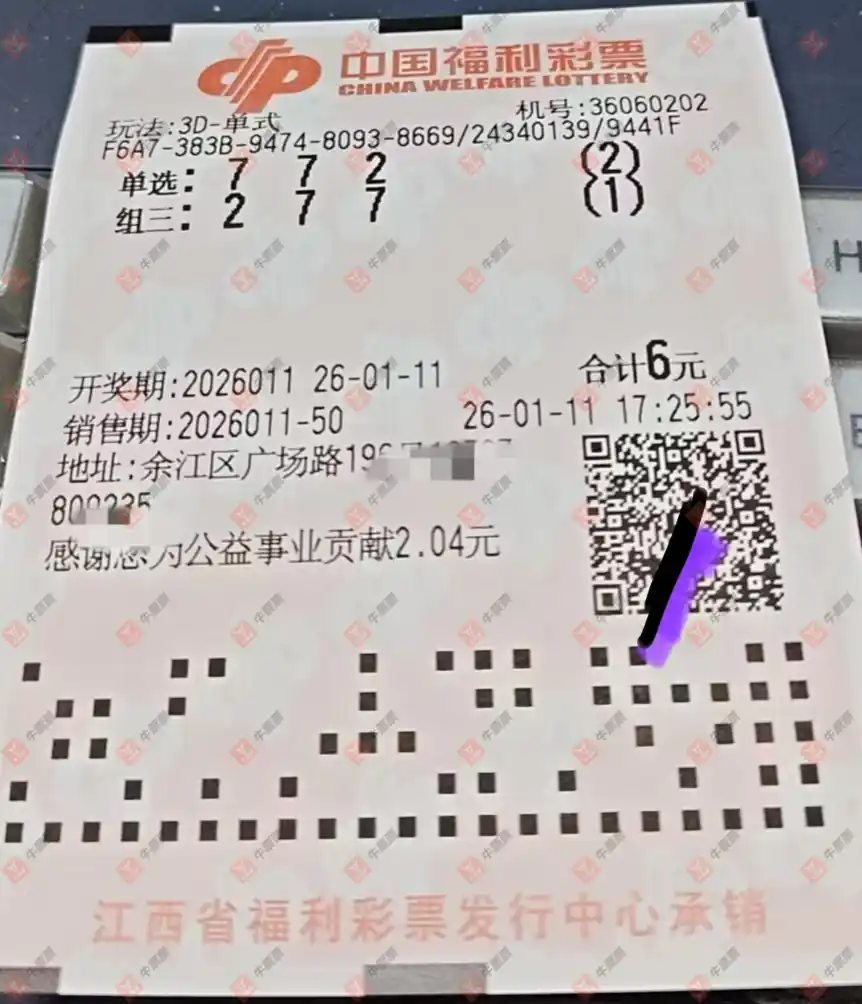 中国福利彩票
CHINA WELFARE LOTTERY
玩法:3D-单式 机号:36060202
F6A7-383B-9474-8093-8669/24340139/9441F
单选: 7 7 2 (2)
组三: 2 7 7 (1)
开奖期:2026011 26-01-11 合计6元
销售期:2026011-50 26-01-11 17:25:55
地址:余江区广场路19
感谢您为公益事业贡献2.04元
江西省福利彩票发行中心承销